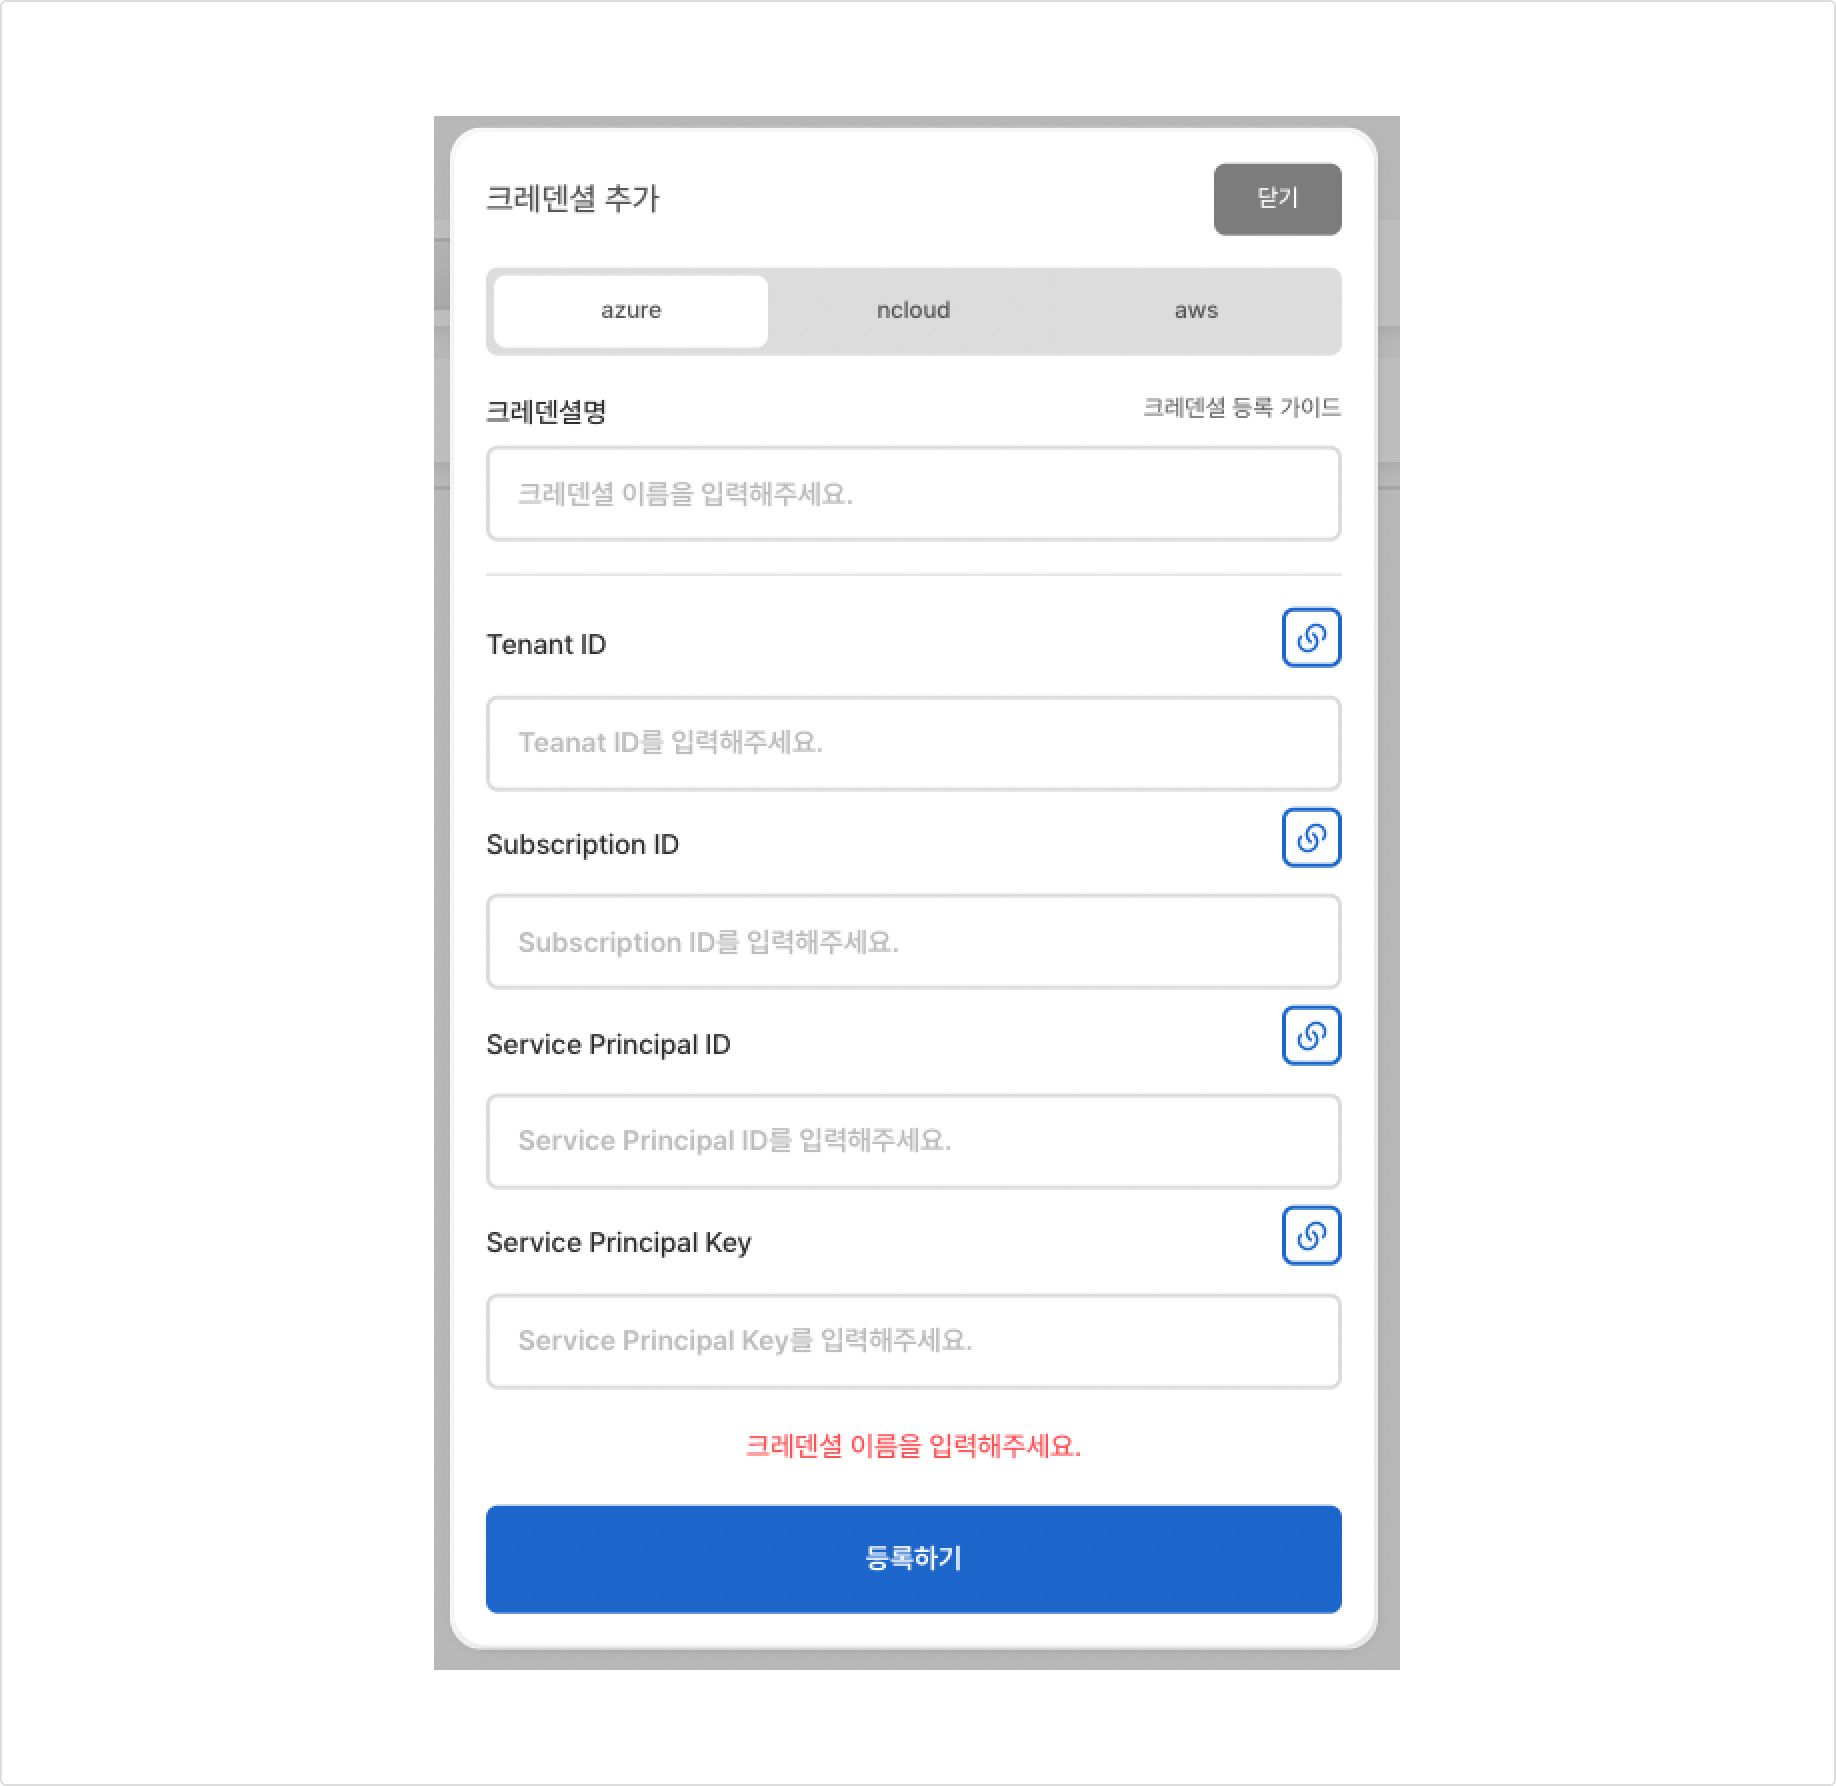 크레덴셜 추가
닫기
azure
ncloud
aws
크레덴셜명
크레덴셜 등록 가이드
크레덴셜 이름을 입력해주세요.
Tenant ID
Teanat ID를 입력해주세요.
Subscription ID
Subscription ID를 입력해주세요.
Service Principal ID
Service Principal ID를 입력해주세요.
Service Principal Key
Service Principal Key를 입력해주세요.
크레덴셜 이름을 입력해주세요.
등록하기